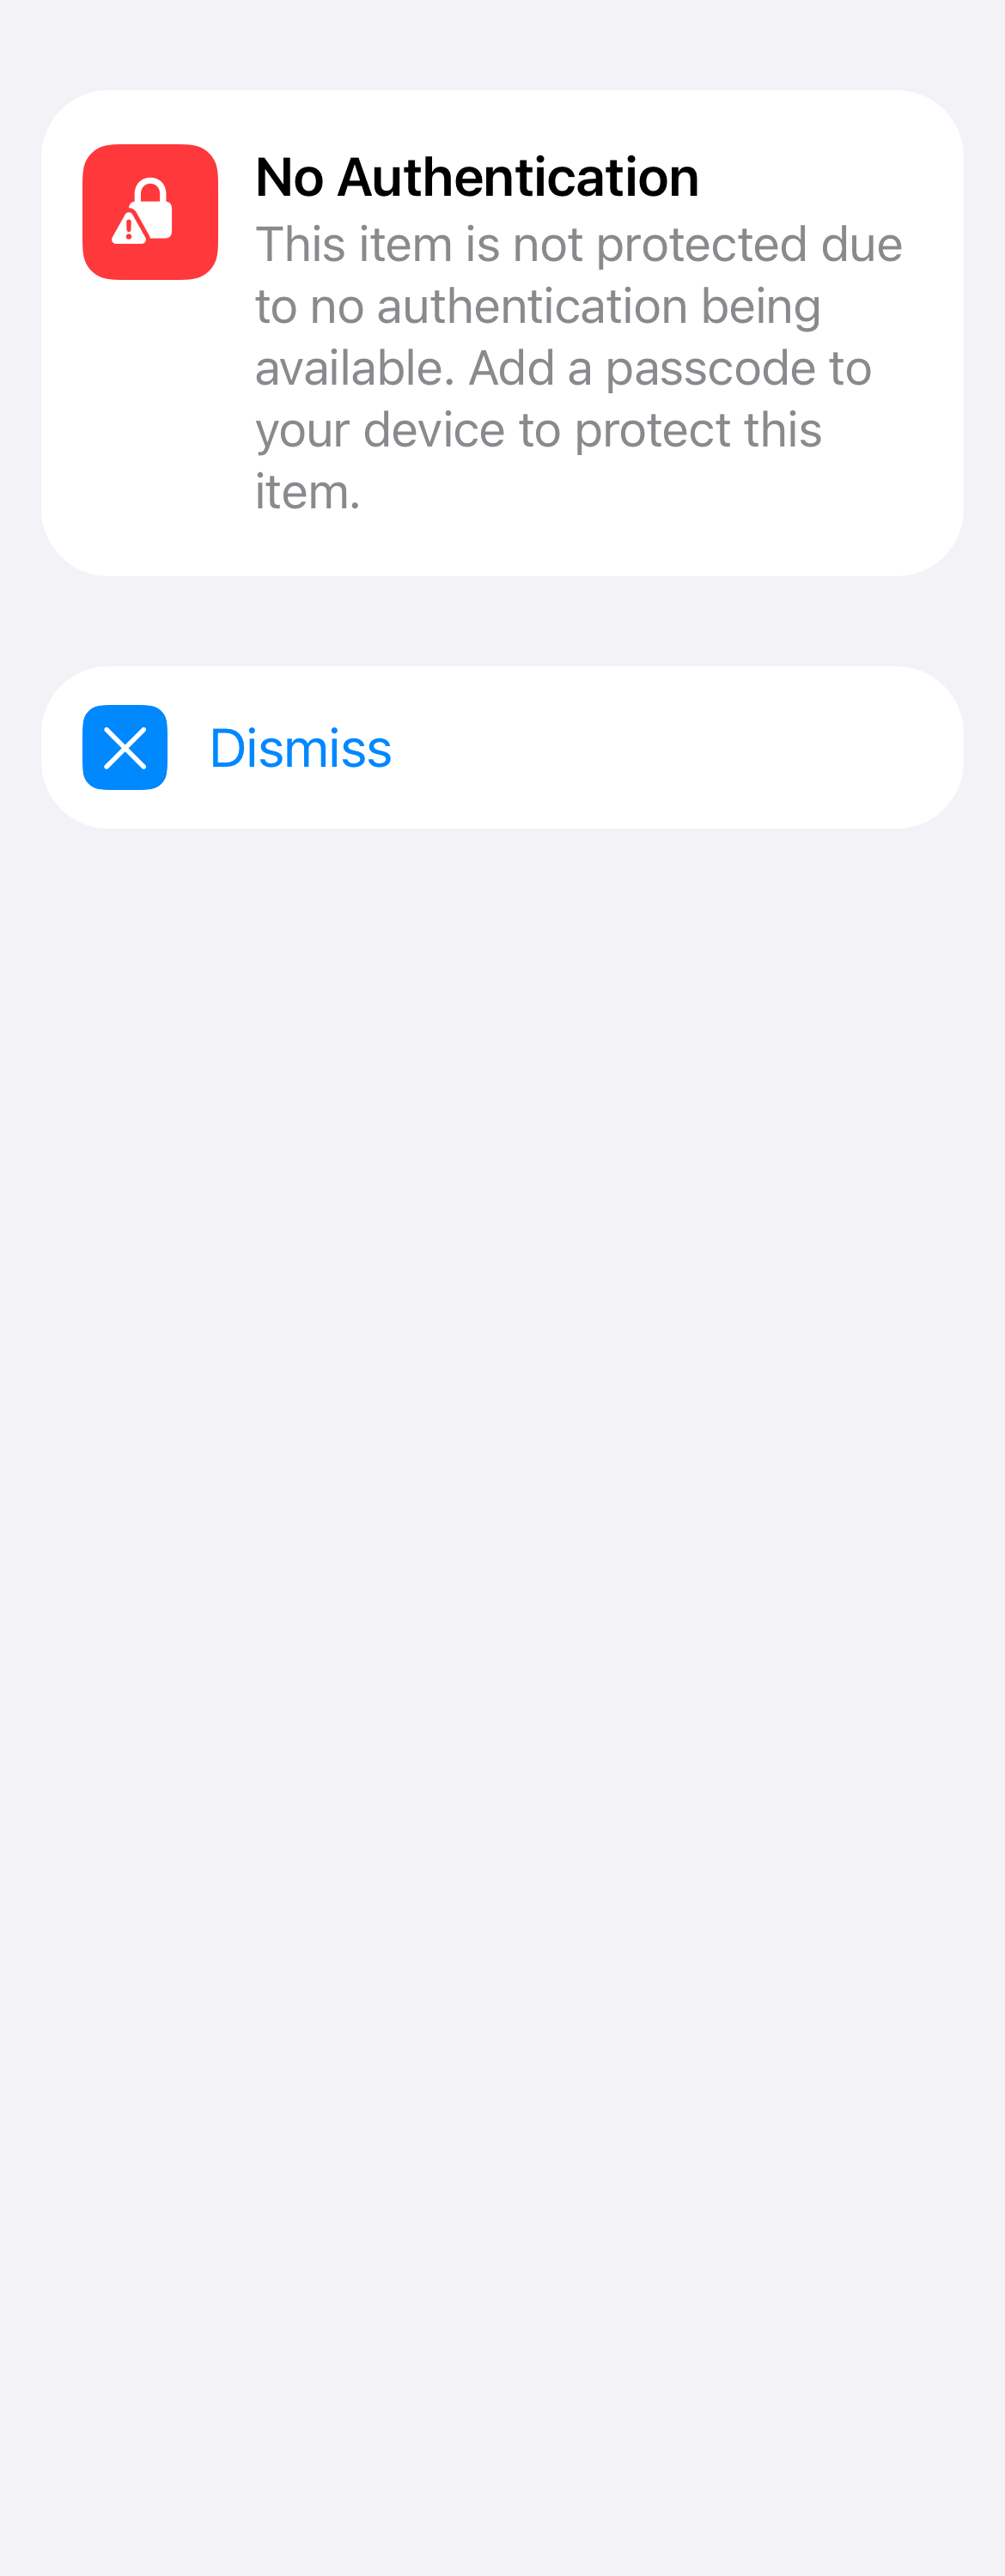 No Authentication
This item is not protected due
to no authentication being
available. Add a passcode to
your device to protect this
item.
Dismiss